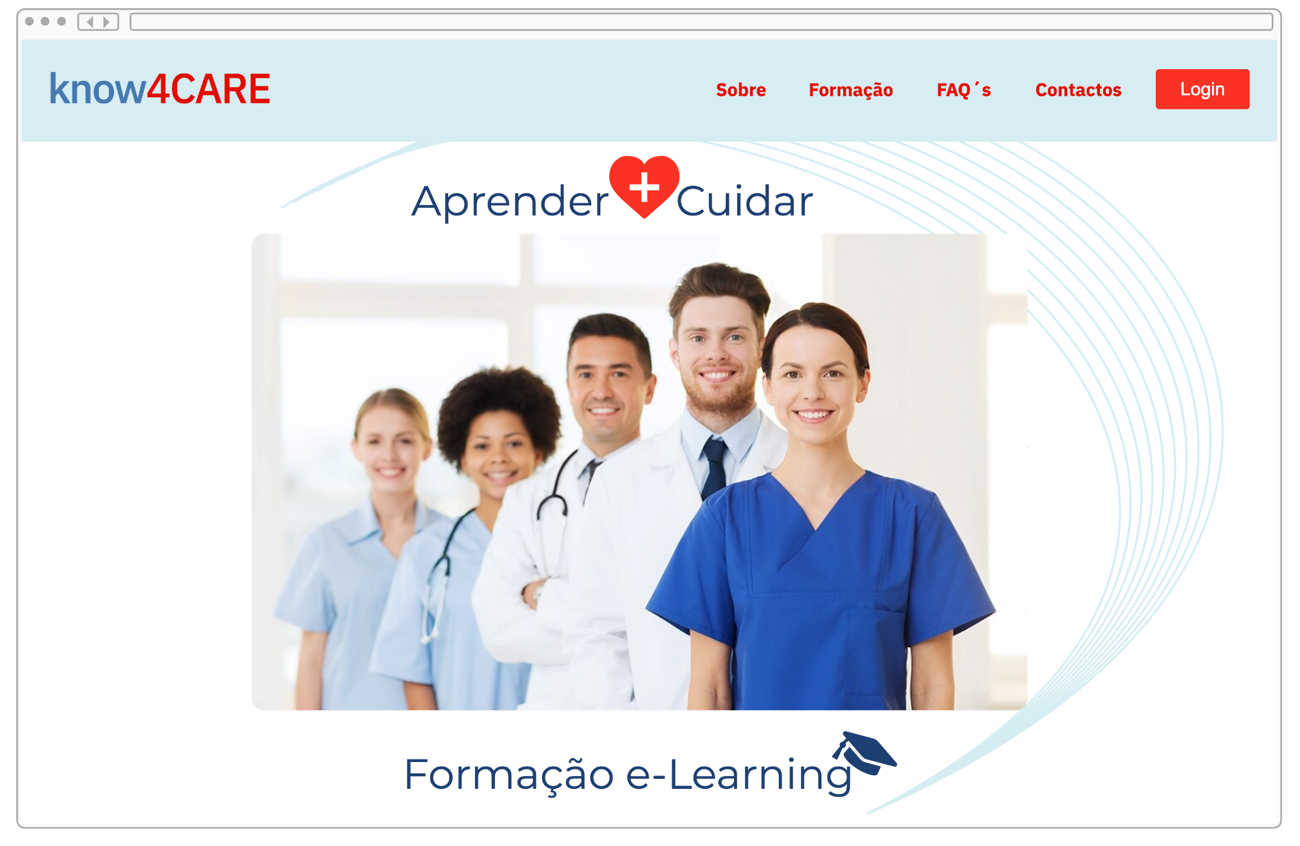 know4CARE
Sobre Formação FAQ´s Contactos Login
Aprender + Cuidar
Formação e-Learning